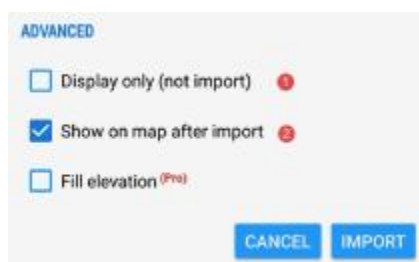 ADVANCED
Display only (not import) 1
Show on map after import 2
Fill elevation (Pro)
CANCEL IMPORT